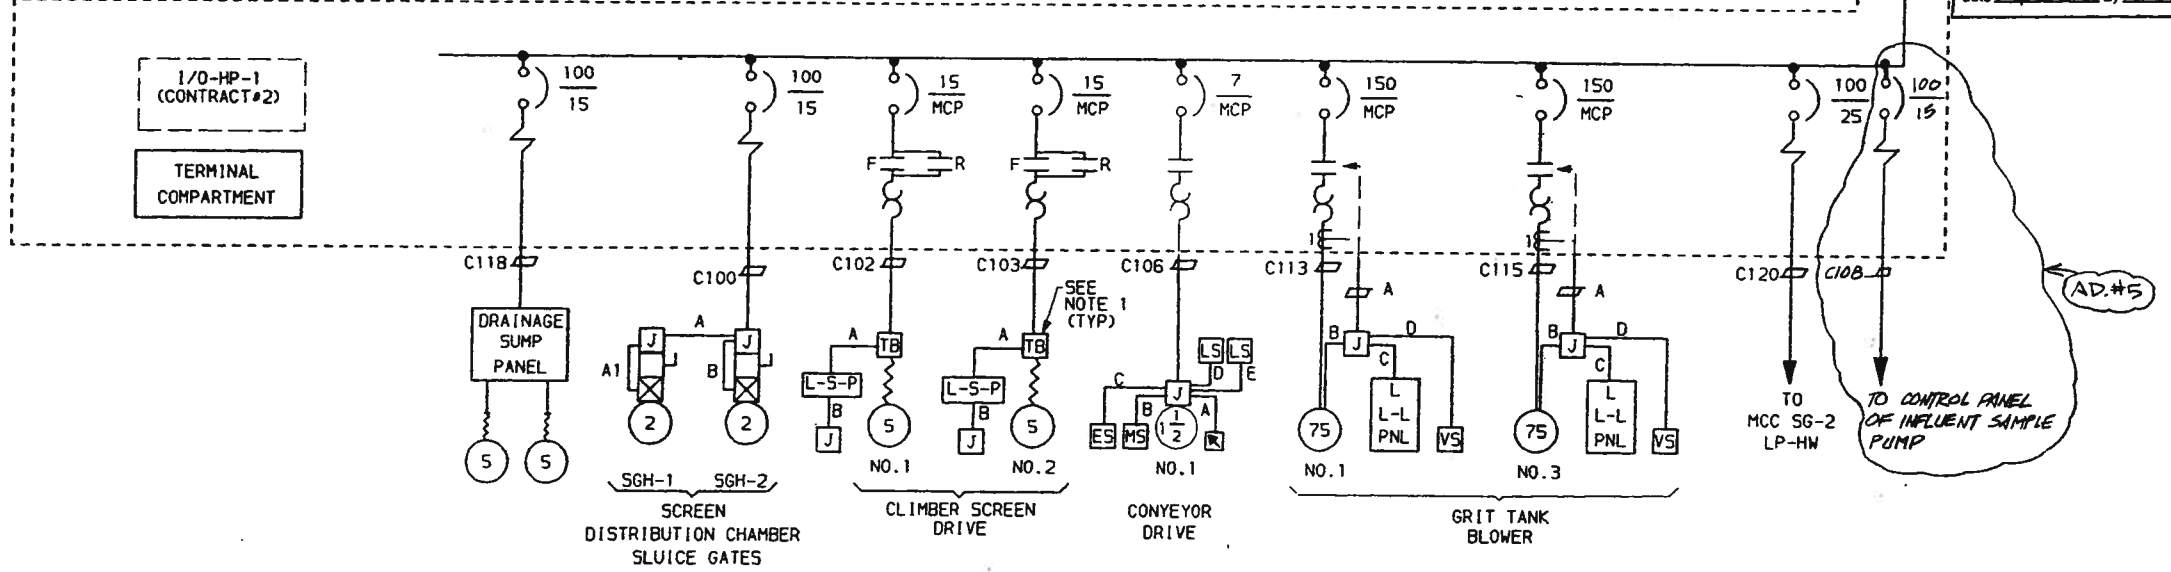 I/O-HP-1
(CONTRACT#2)
TERMINAL
COMPARTMENT
100
15
100
15
15
MCP
15
MCP
7
MCP
150
MCP
150
MCP
100
25
100
15
F
R
F
R
1
1
C118
C100
C102
C103
C106
C113
C115
C120
C108
AD.#5
A
A
SEE
NOTE 1
(TYP)
DRAINAGE
SUMP
PANEL
5
5
A
J
J
A1
B
2
2
SGH-1
SGH-2
SCREEN
DISTRIBUTION CHAMBER
SLUICE GATES
A
TB
L-S-P
B
J
5
NO.1
A
TB
L-S-P
B
J
5
NO.2
CLIMBER SCREEN
DRIVE
LS
LS
D
E
C
J
B
A
ES
MS
1 1/2
NO.1
CONYEYOR
DRIVE
B
J
D
C
L
L-L
PNL
75
VS
NO.1
B
J
D
C
L
L-L
PNL
75
VS
NO.3
GRIT TANK
BLOWER
TO
MCC SG-2
LP-HW
TO CONTROL PANEL
OF INFLUENT SAMPLE
PUMP